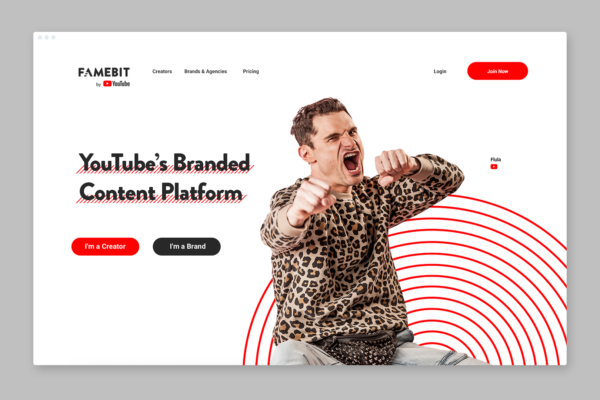 FAMEBIT
by YouTube
Creators
Brands & Agencies
Pricing
Login
Join Now
YouTube's Branded
Content Platform
I'm a Creator
I'm a Brand
Flula